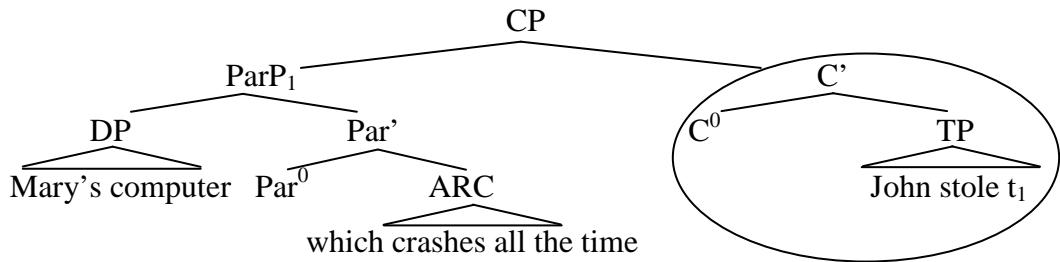 CP
ParP₁ C’
DP Par’ C⁰ TP
Mary’s computer Par⁰ ARC John stole t₁
which crashes all the time